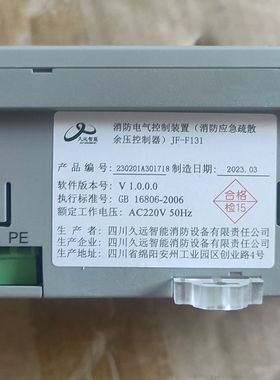 久远智能
消防电气控制装置（消防应急疏散
余压控制器）JF-F131
产品编号: 230201A301718 制造日期: 2023.03
软件版本号: V 1.0.0.0
执行标准号: GB 16806-2006
额定工作电压: AC220V 50Hz
合格
检15
生产者: 四川久远智能消防设备有限责任公司
生产企业: 四川久远智能消防设备有限责任公司
生产地址: 四川省绵阳安州工业园区创业路4号
PE